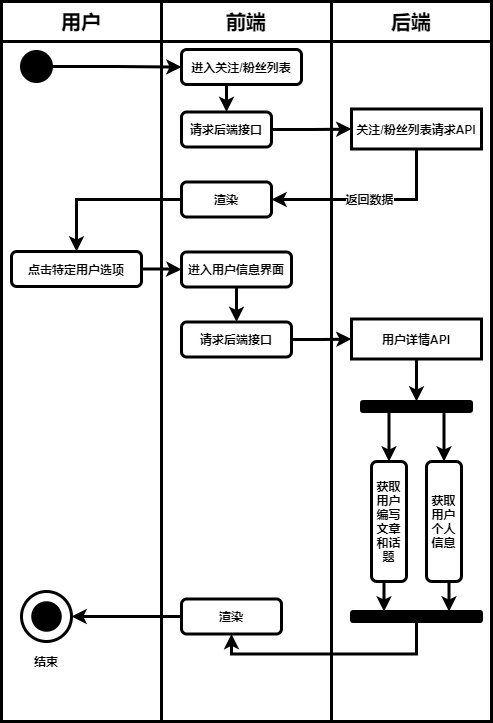 用户
前端
后端
进入关注/粉丝列表
请求后端接口
关注/粉丝列表请求API
渲染
返回数据
点击特定用户选项
进入用户信息界面
请求后端接口
用户详情API
获取
用户
编写
文章
和话
题
获取
用户
个人
信息
渲染
结束